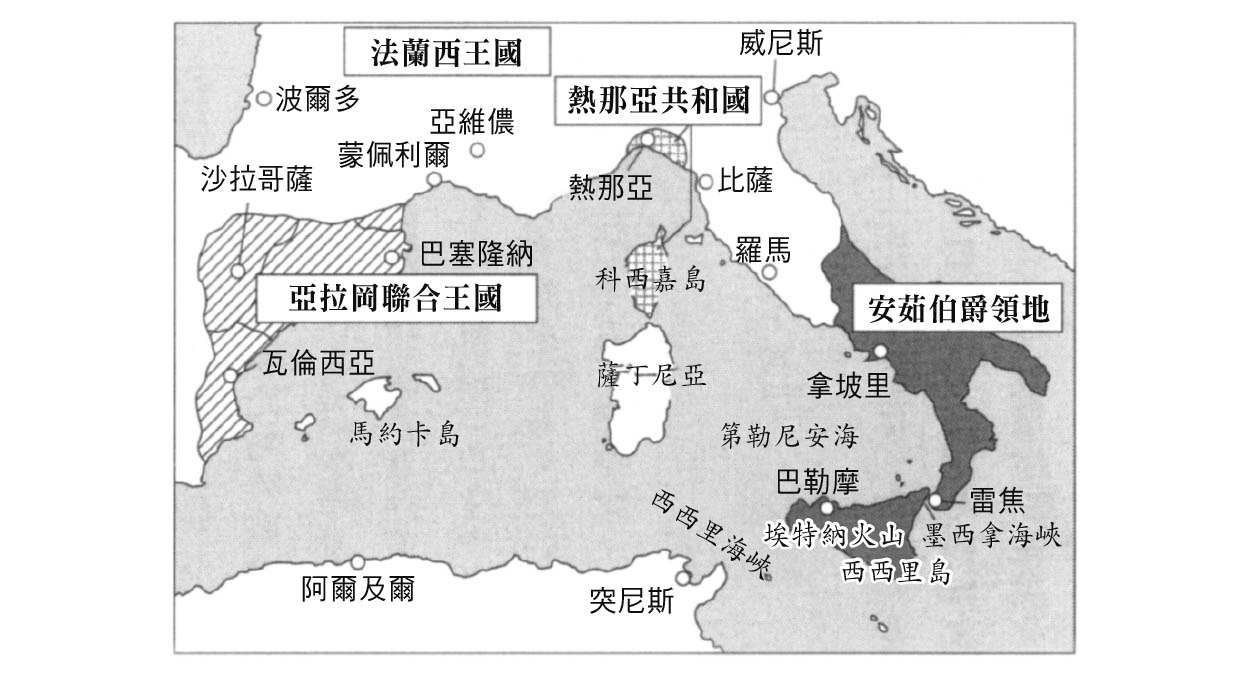 法蘭西王國
威尼斯
波爾多
熱那亞共和國
亞維儂
蒙佩利爾
沙拉哥薩
熱那亞
比薩
巴塞隆納
羅馬
科西嘉島
亞拉岡聯合王國
安茹伯爵領地
瓦倫西亞
薩丁尼亞
拿坡里
馬約卡島
第勒尼安海
巴勒摩
雷焦
西西里海峽
埃特納火山
墨西拿海峽
西西里島
阿爾及爾
突尼斯